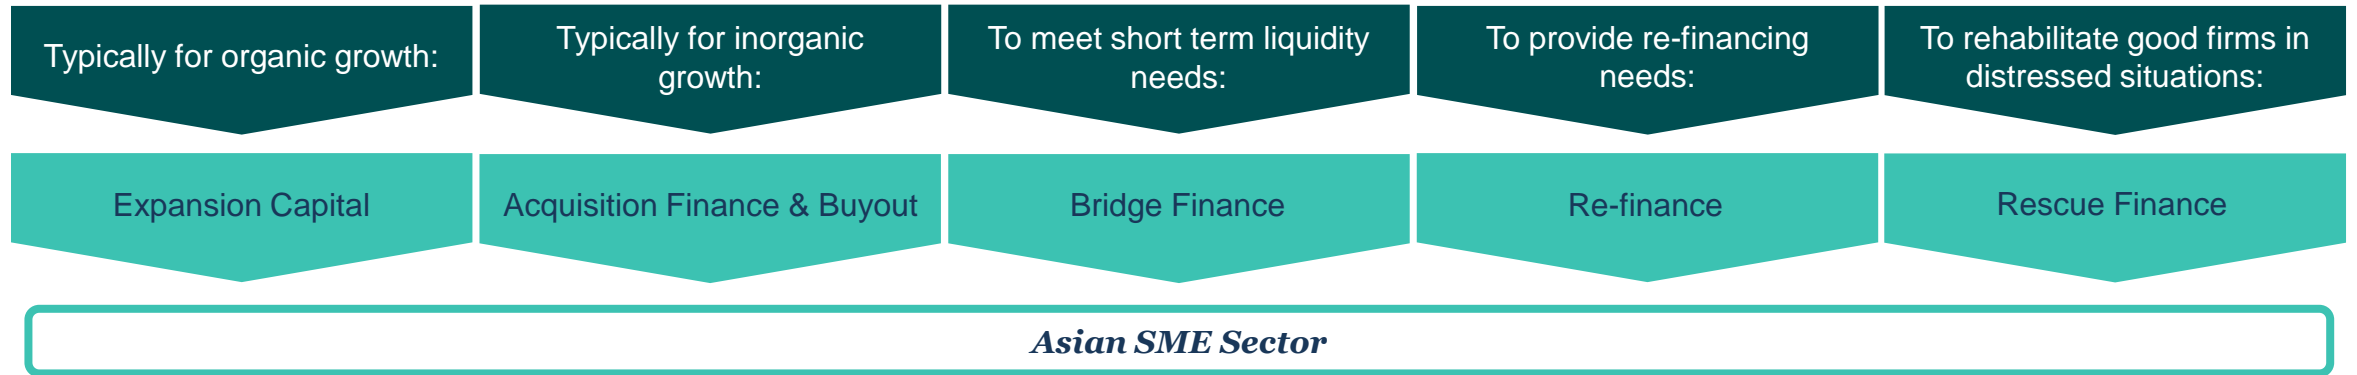 Typically for organic growth:
Typically for inorganic
growth:
To meet short term liquidity
needs:
To provide re-financing
needs:
To rehabilitate good firms in
distressed situations:
Expansion Capital
Acquisition Finance & Buyout
Bridge Finance
Re-finance
Rescue Finance
Asian SME Sector